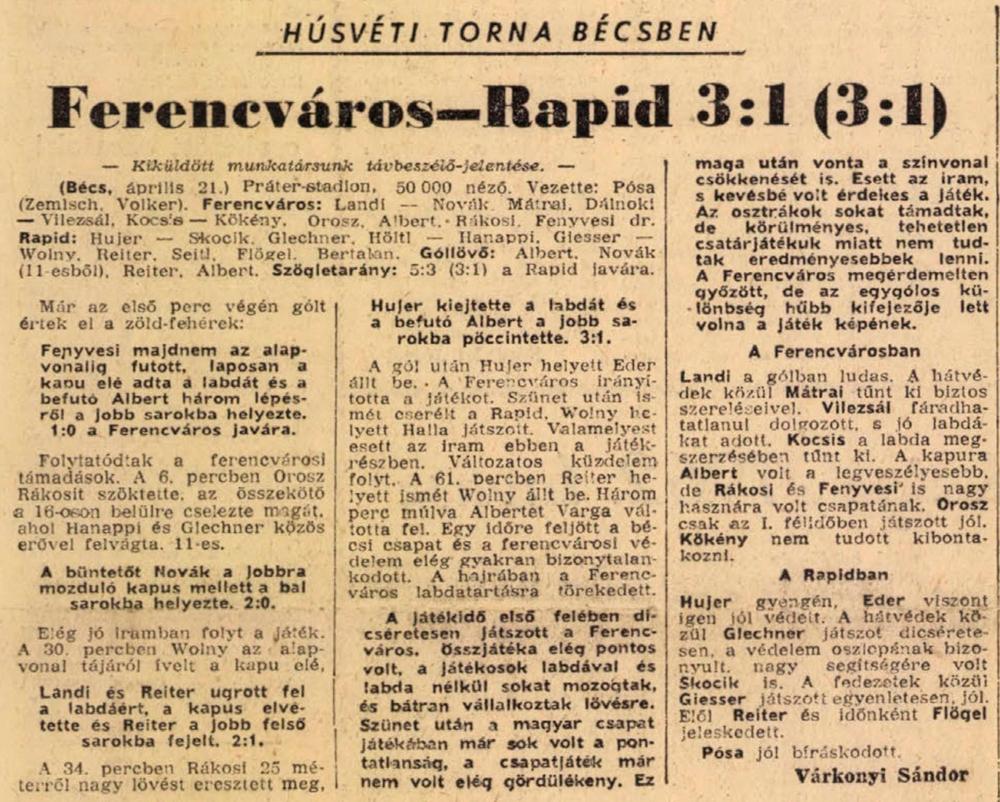 HÚSVÉTI TORNA BÉCSBEN
Ferencváros—Rapid 3:1 (3:1)
— Kiküldött munkatársunk távbeszélő-jelentése. —
(Bécs, április 21.) Práter-stadion, 50 000 néző. Vezette: Pósa
(Zemlsch, Volker). Ferencváros: Landi — Novák, Mátrai, Dálnoki
— Vilezsál, Kocsis — Kökény, Orosz, Albert, Rákosi, Fenyvesi dr.
Rapid: Hujer — Skocik, Glechner, Höltl — Hanappi, Giesser —
Wolny, Reiter, Seitl, Flögel, Bertalan. Góllövő: Albert, Novák
(11-esből), Reiter, Albert. Szögletarány: 5:3 (3:1) a Rapid javára.
Már az első perc végén gólt
értek el a zöld-fehérek:
Fenyvesi majdnem az alap-
vonalig futott, laposan a
kapu elé adta a labdát és a
befutó Albert három lépés-
ről a jobb sarokba helyezte.
1:0 a Ferencváros javára.
Folytatódtak a ferencvárosi
támadások. A 6. percben Orosz
Rákosit szöktette, az összekötő
a 16-oson belülre cselezte magát,
ahol Hanappi és Glechner közös
erővel felvágta. 11-es.
A büntetőt Novák a jobbra
mozduló kapus mellett a bal
sarokba helyezte. 2:0.
Elég jó iramban folyt a játék.
A 30. percben Wolny az alap-
vonal tájáról ívelt a kapu elé,
Landi és Reiter ugrott fel
a labdáért, a kapus elvé-
tette és Reiter a jobb felső
sarokba fejelt. 2:1.
A 34. percben Rákosi 25 mé-
terről nagy lövést eresztett meg,
Hujer kiejtette a labdát és
a befutó Albert a jobb sa-
rokba pöccintette. 3:1.
A gól után Hujer helyett Eder
állt be. A Ferencváros irányí-
totta a játékot. Szünet után is-
mét cserélt a Rapid, Wolny he-
lyett Halla játszott. Valamelyest
esett az iram ebben a játék-
részben. Változatos küzdelem
folyt. A 61. percben Reiter he-
lyett ismét Wolny állt be. Három
perc múlva Albertet Varga vál-
totta fel. Egy időre feljött a bé-
csi csapat és a ferencvárosi vé-
delem elég gyakran bizonytalan-
kodott. A hajrában a Ferenc-
város labdatartásra törekedett.
A játékidő első felében di-
cséretesen játszott a Ferenc-
város. Összjátéka elég pontos
volt, a játékosok labdával és
labda nélkül sokat mozogtak,
és bátran vállalkoztak lövésre.
Szünet után a magyar csapat
játékában már sok volt a pon-
tatlanság, a csapatjáték már
nem volt elég gördülékeny. Ez
maga után vonta a színvonal
csökkenését is. Esett az iram,
s kevésbé volt érdekes a játék.
Az osztrákok sokat támadtak,
de körülményes, tehetetlen
csatárjátékuk miatt nem tud-
tak eredményesebbek lenni.
A Ferencváros megérdemelten
győzött, de az egygólos kü-
lönbség hűbb kifejezője lett
volna a játék képének.
A Ferencvárosban
Landi a gólban ludas. A hátvé-
dek közül Mátrai tűnt ki biztos
szereléseivel. Vilezsál fáradha-
tatlanul dolgozott, s jó labdá-
kat adott. Kocsis a labda meg-
szerzésében tűnt ki. A kapura
Albert volt a legveszélyesebb,
de Rákosi és Fenyvesi is nagy
hasznára volt csapatának. Orosz
csak az I. félidőben játszott jól.
Kökény nem tudott kibonta-
kozni.
A Rapidban
Hujer gyengén, Eder viszont
igen jól védett. A hátvédek kö-
zül Glechner játszot dicsérete-
sen, a védelem oszlopának bizo-
nyult, nagy segítségére volt
Skocik is. A fedezetek közül
Giesser játszott egyenletesen, jól.
Elől Reiter és időnként Flögel
jeleskedett.
Pósa jól bíráskodott.
Várkonyi Sándor